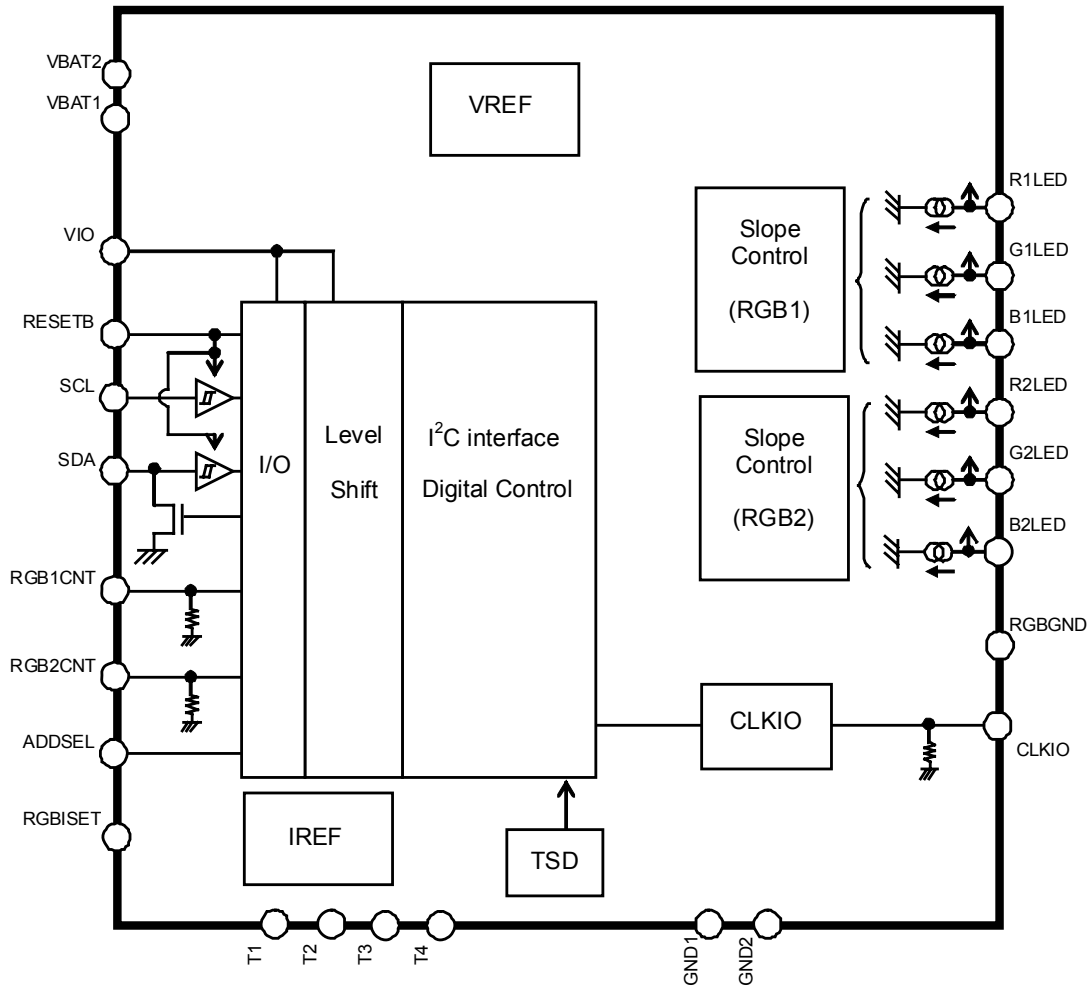 VBAT2
VBAT1
VREF
VIO
RESETB
SCL
SDA
RGB1CNT
RGB2CNT
ADDSEL
RGBISET
I/O
Level
Shift
I²C interface
Digital Control
Slope
Control
(RGB1)
Slope
Control
(RGB2)
R1LED
G1LED
B1LED
R2LED
G2LED
B2LED
RGBGND
CLKIO
CLKIO
IREF
TSD
T1
T2
T3
T4
GND1
GND2